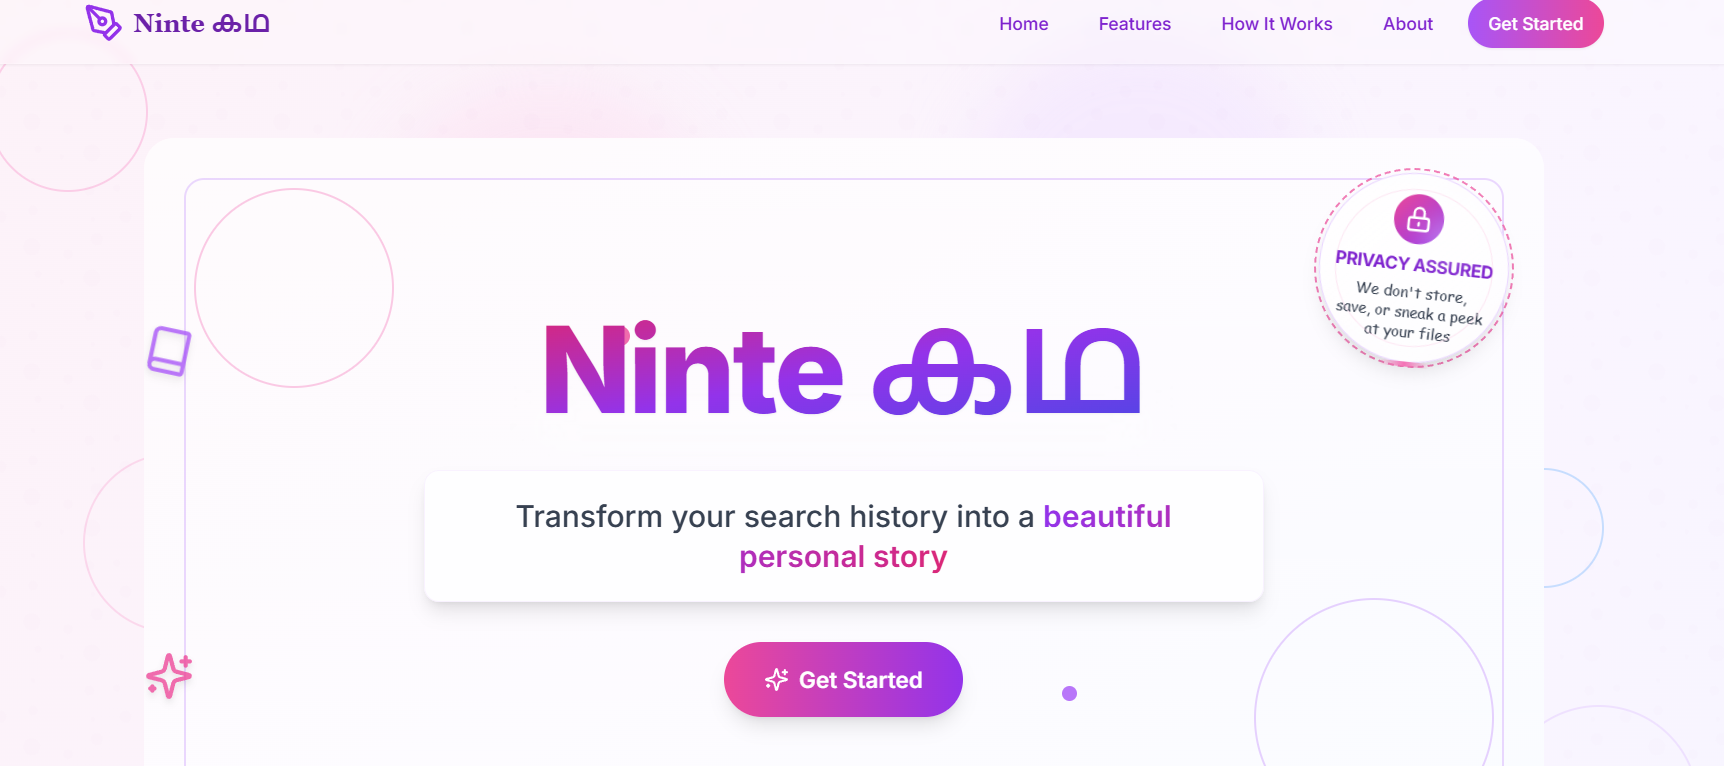 Ninte കഥ
Home
Features
How It Works
About
Get Started
PRIVACY ASSURED
We don't store,
save, or sneak a peek
at your files
Ninte കഥ
Transform your search history into a beautiful
personal story
Get Started